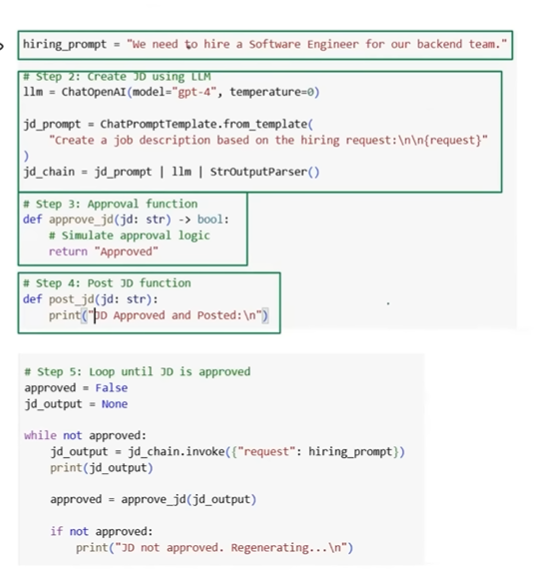 hiring_prompt = "We need to hire a Software Engineer for our backend team."
# Step 2: Create JD using LLM
llm = ChatOpenAI(model="gpt-4", temperature=0)
jd_prompt = ChatPromptTemplate.from_template(
    "Create a job description based on the hiring request:\n\n{request}"
)
jd_chain = jd_prompt | llm | StrOutputParser()
# Step 3: Approval function
def approve_jd(jd: str) -> bool:
    # Simulate approval logic
    return "Approved"
# Step 4: Post JD function
def post_jd(jd: str):
    print("JD Approved and Posted:\n")
# Step 5: Loop until JD is approved
approved = False
jd_output = None
while not approved:
    jd_output = jd_chain.invoke({"request": hiring_prompt})
    print(jd_output)
    approved = approve_jd(jd_output)
    if not approved:
        print("JD not approved. Regenerating...\n")